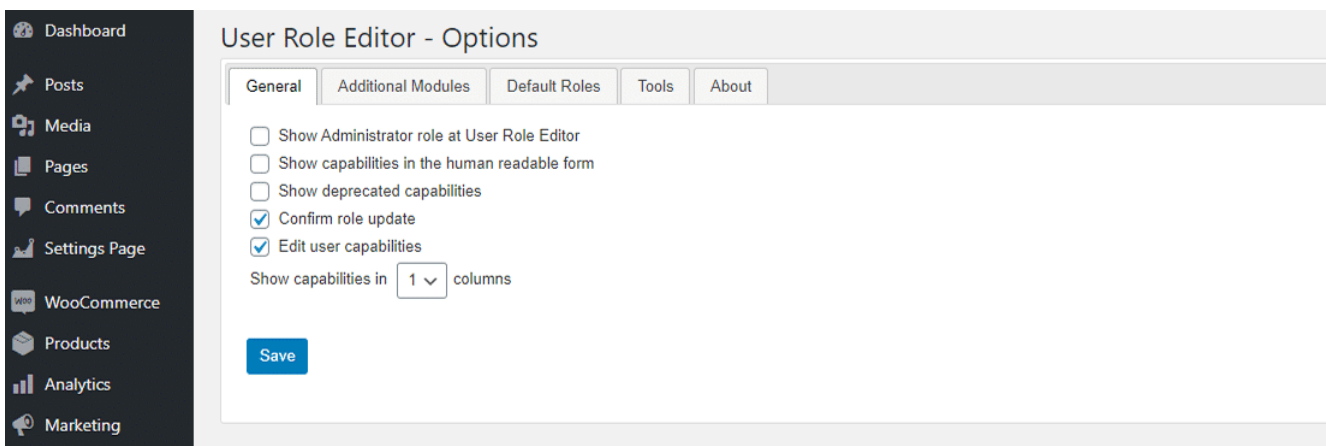 Dashboard
Posts
Media
Pages
Comments
Settings Page
Woo
WooCommerce
Products
Analytics
Marketing
User Role Editor - Options
General
Additional Modules
Default Roles
Tools
About
Show Administrator role at User Role Editor
Show capabilities in the human readable form
Show deprecated capabilities
Confirm role update
Edit user capabilities
Show capabilities in 1 columns
Save